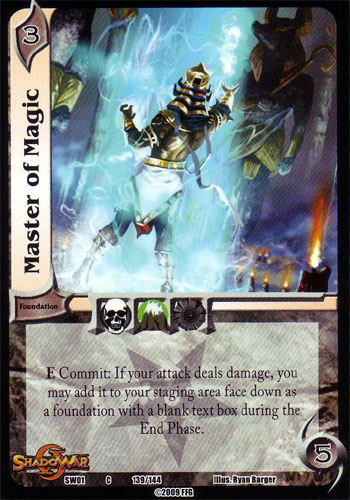 3
Master of Magic
Foundation
E Commit: If your attack deals damage, you
may add it to your staging area face down as
a foundation with a blank text box during the
End Phase.
5
SHADOWAR
SW01 C 139/144 Illus. Ryan Barger
©2009 FFG